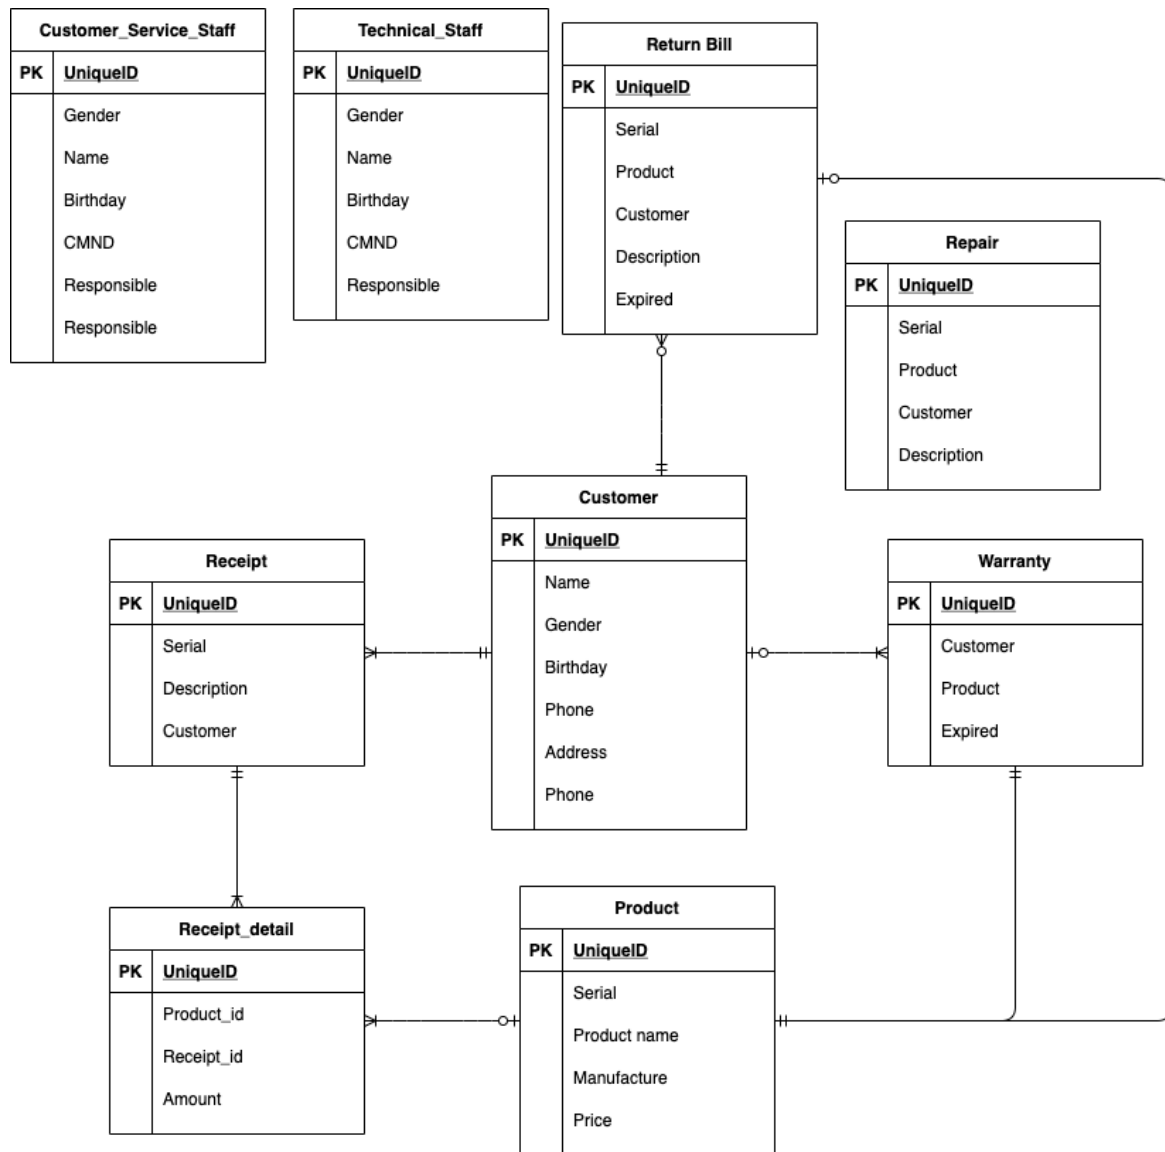 Customer_Service_Staff
PK UniqueID
Gender
Name
Birthday
CMND
Responsible
Responsible
Technical_Staff
PK UniqueID
Gender
Name
Birthday
CMND
Responsible
Return Bill
PK UniqueID
Serial
Product
Customer
Description
Expired
Repair
PK UniqueID
Serial
Product
Customer
Description
Customer
PK UniqueID
Name
Gender
Birthday
Phone
Address
Phone
Receipt
PK UniqueID
Serial
Description
Customer
Warranty
PK UniqueID
Customer
Product
Expired
Receipt_detail
PK UniqueID
Product_id
Receipt_id
Amount
Product
PK UniqueID
Serial
Product name
Manufacture
Price